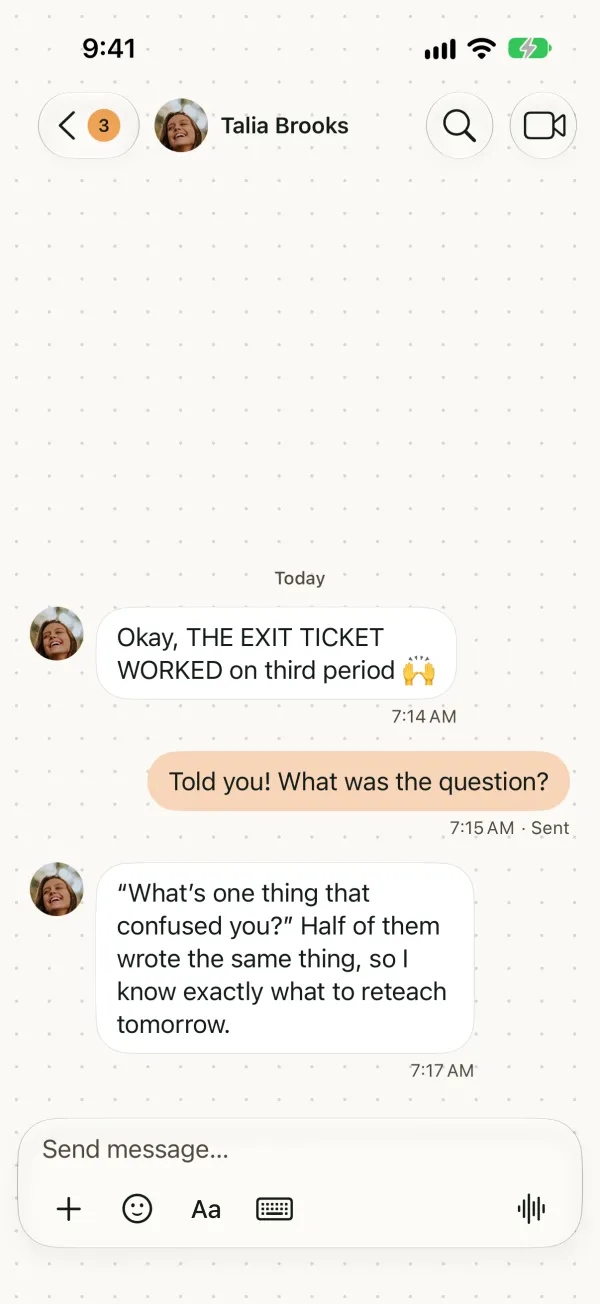 9:41
3
Talia Brooks
Today
Okay, THE EXIT TICKET
WORKED on third period 🙌
7:14 AM
Told you! What was the question?
7:15 AM · Sent
“What’s one thing that
confused you?” Half of them
wrote the same thing, so I
know exactly what to reteach
tomorrow.
7:17 AM
Send message...
Aa